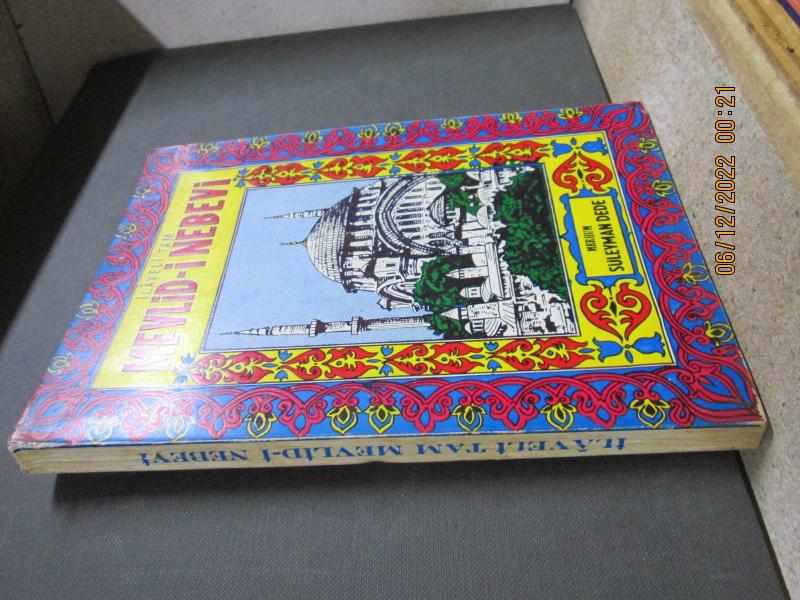 İLÂVELİ TAM
MEVLİD-İ NEBEVİ
MERHUM
SÜLEYMAN DEDE
İLÂVELİ TAM MEVLİD-İ NEBEVİ
06/12/2022 00:21